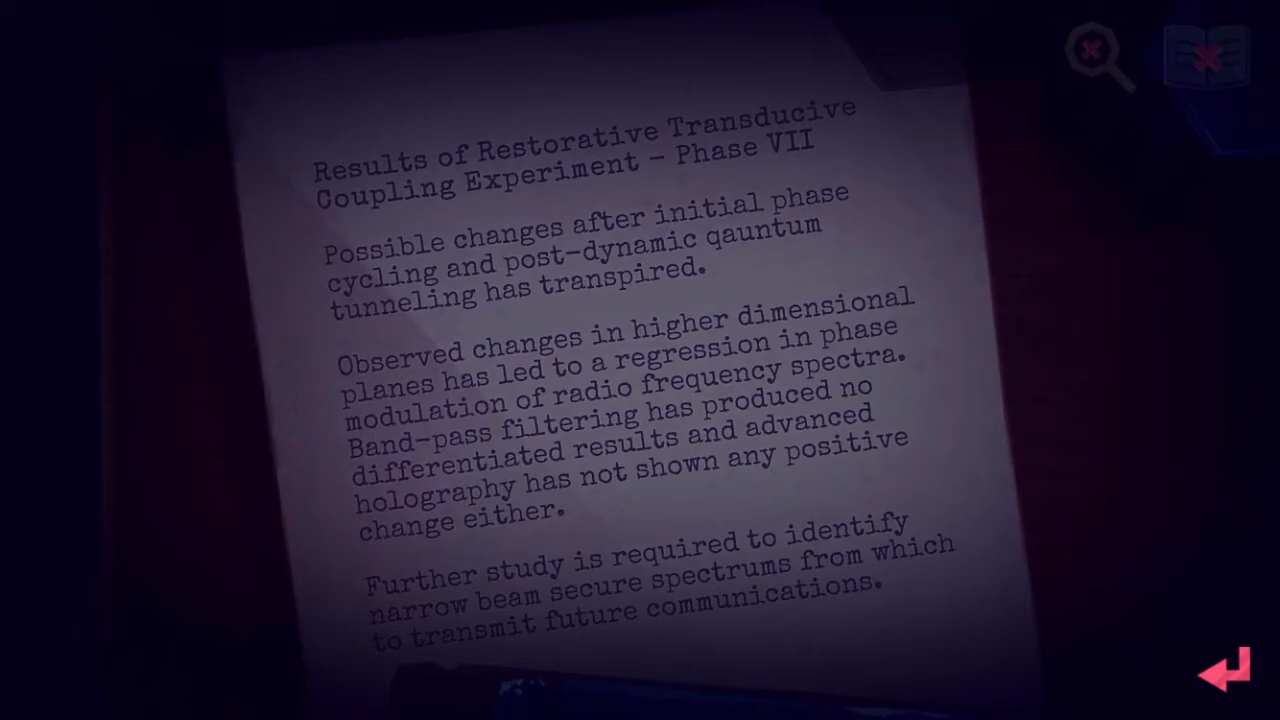 Results of Restorative Transducive
Coupling Experiment - Phase VII
Possible changes after initial phase
cycling and post-dynamic qauntum
tunneling has transpired.
Observed changes in higher dimensional
planes has led to a regression in phase
modulation of radio frequency spectra.
Band-pass filtering has produced no
differentiated results and advanced
holography has not shown any positive
change either.
Further study is required to identify
narrow beam secure spectrums from which
to transmit future communications.